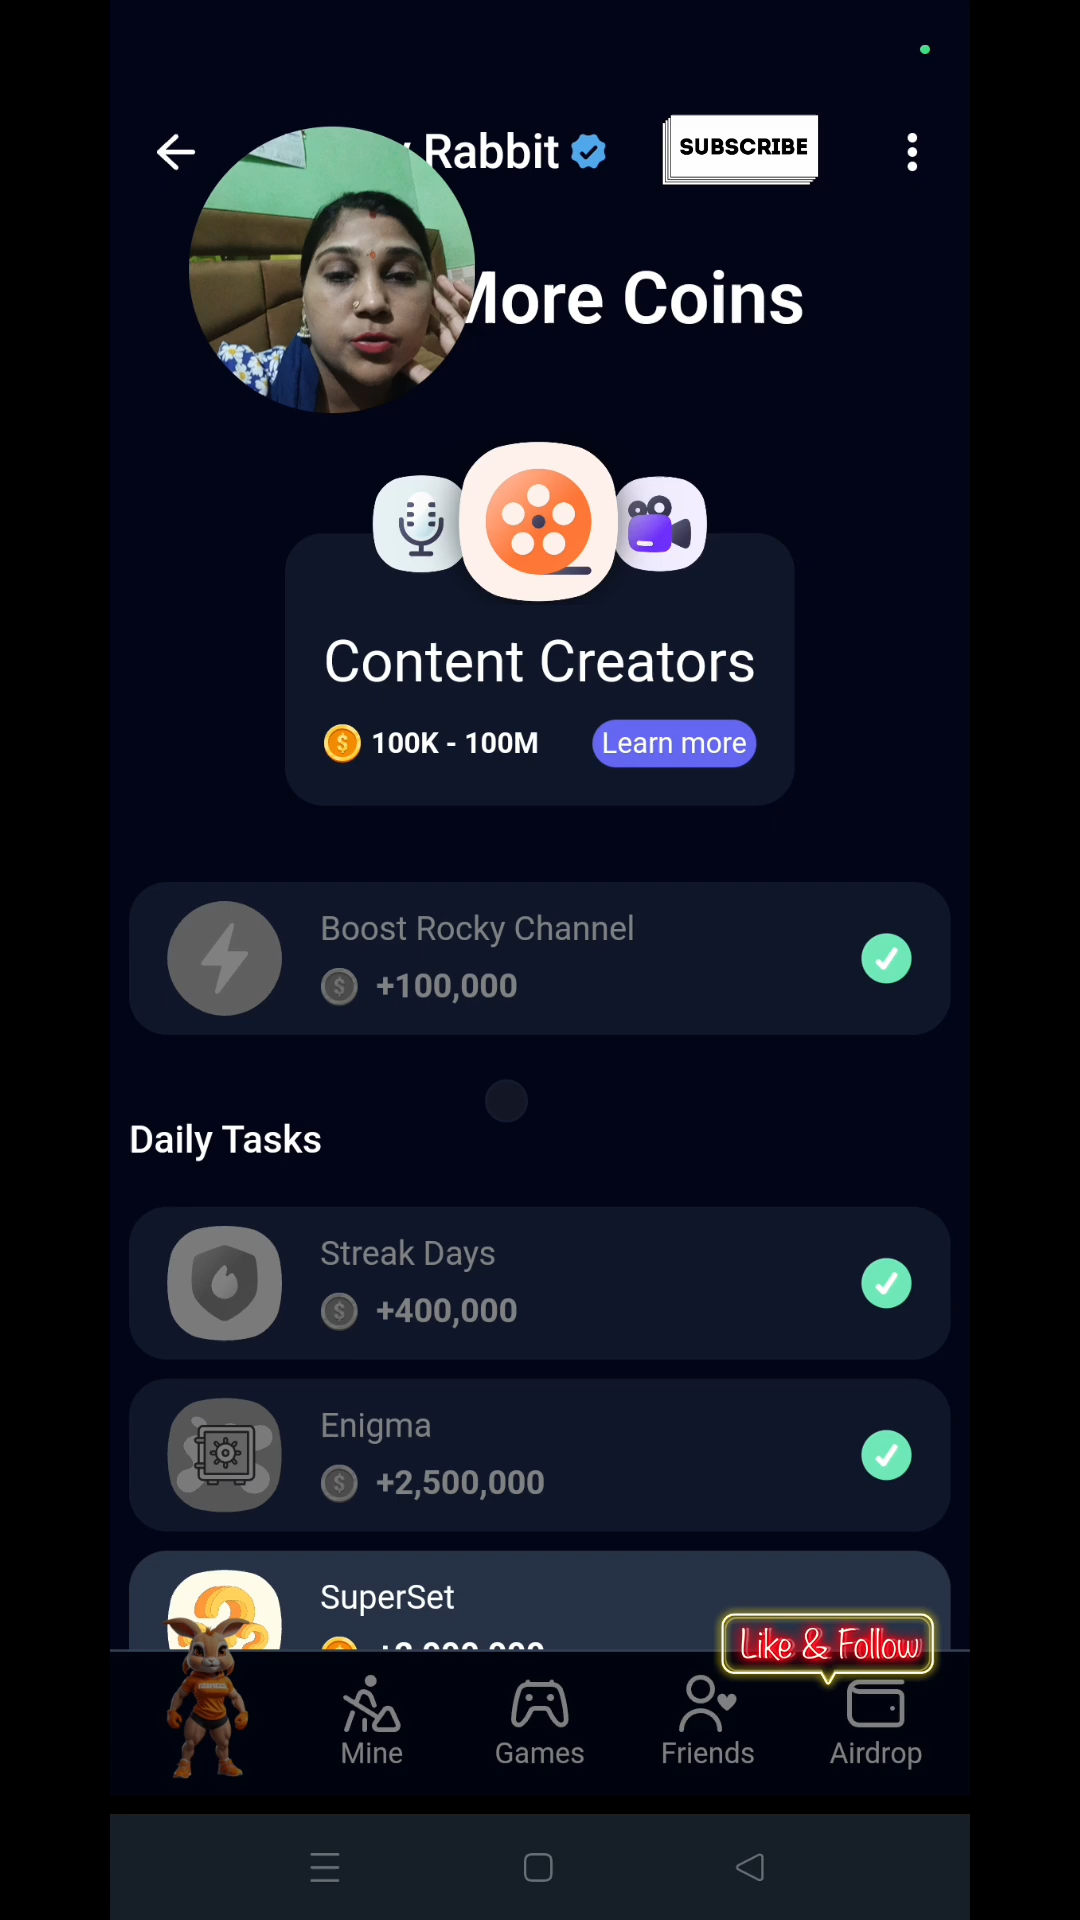 Rabbit
SUBSCRIBE
More Coins
Content Creators
100K - 100M
Learn more
Boost Rocky Channel
+100,000
Daily Tasks
Streak Days
+400,000
Enigma
+2,500,000
SuperSet
Like & Follow
Mine
Games
Friends
Airdrop